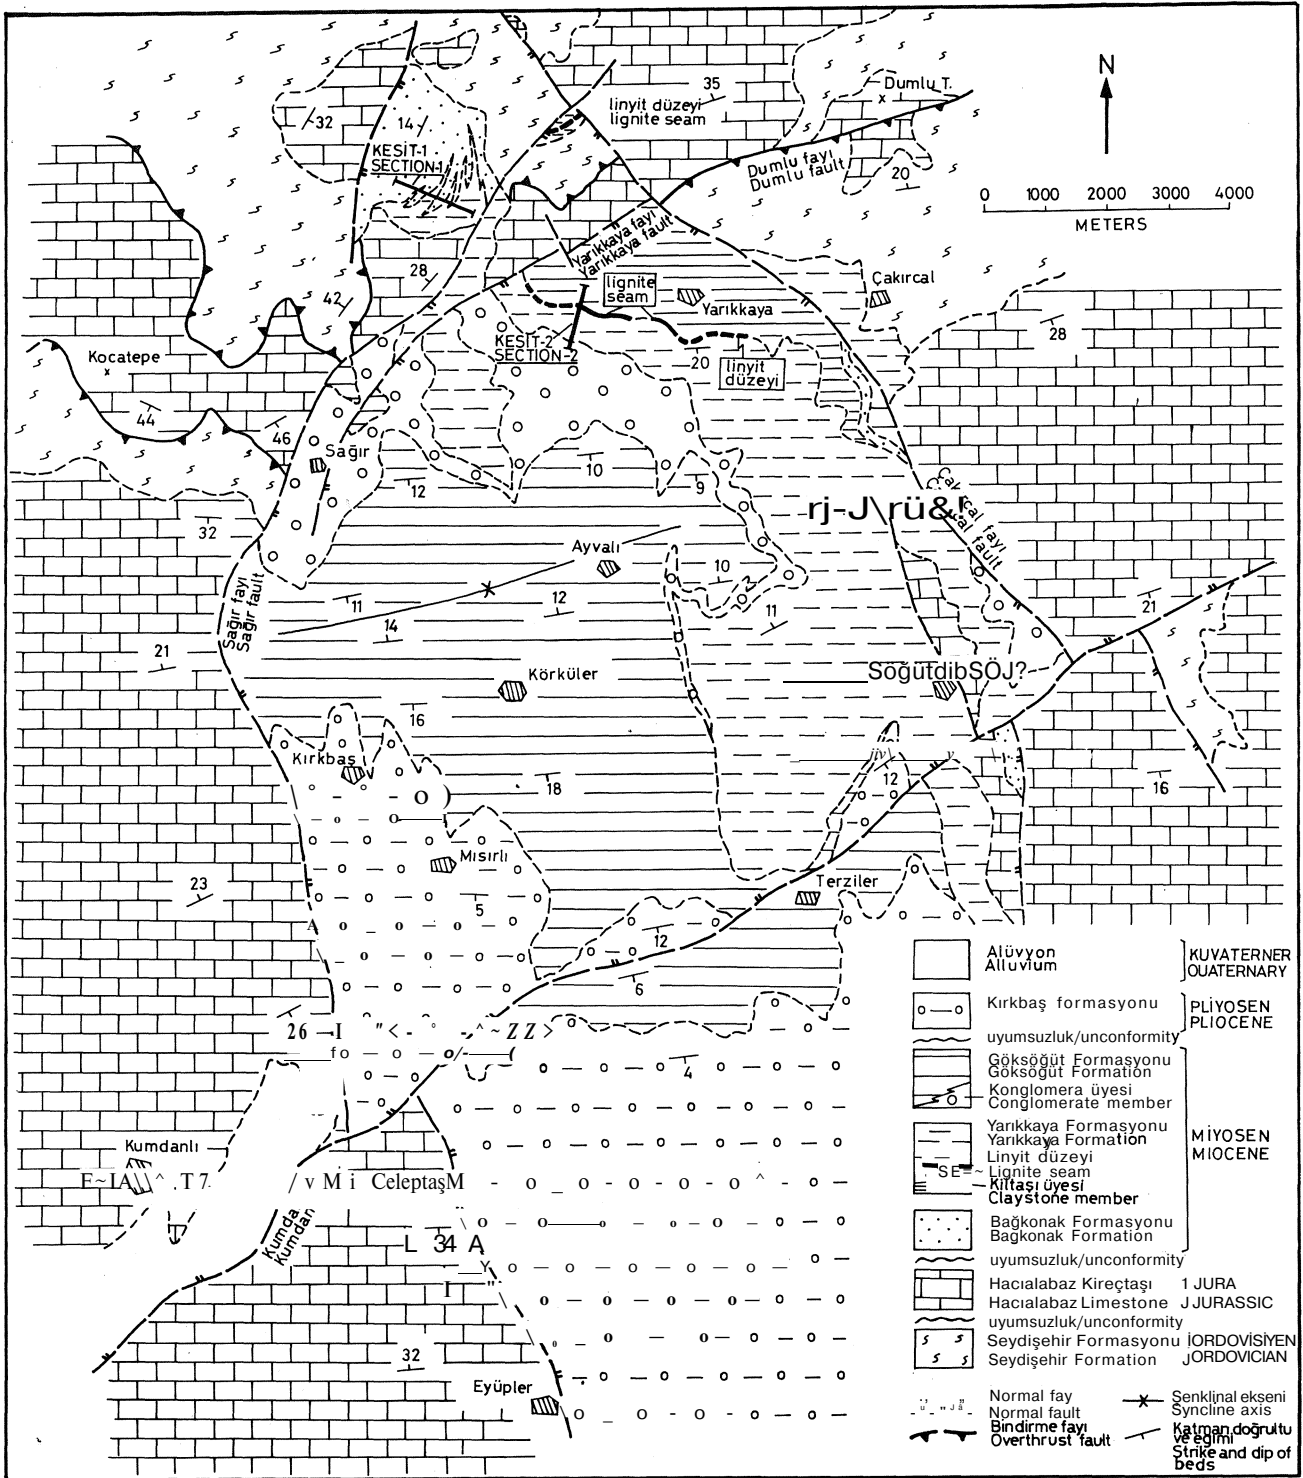 Dumlu T.
N
35
linyit düzeyi
lignite seam
32
14
KESİT-1
SECTION-1
Dumlu fayı
Dumlu fault
20
0 1000 2000 3000 4000
METERS
Yarıkkaya fayı
Yarıkkaya fault
28
42
lignite
seam
Yarıkkaya
Çakırcal
28
Kocatepe
KESİT-2
SECTION-2
20
linyit
düzeyi
44
46
Sağır
12
10
9
32
Çakırcal fayı
Ayvalı
10
11
12
14
11
21
Sağır fayı
Sağır fault
21
Körküler
16
Kırkbaş
18
12
16
Mısırlı
Terziler
23
5
12
6
26
4
Kumdanlı
Celeptaş
34
32
Eyüpler
Alüvyon
Alluvium
KUVATERNER
QUATERNARY
Kırkbaş formasyonu
PLİYOSEN
PLIOCENE
uyumsuzluk/unconformity
Göksöğüt Formasyonu
Göksöğüt Formation
Konglomera üyesi
Conglomerate member
Yarıkkaya Formasyonu
Yarıkkaya Formation
Linyit düzeyi
Lignite seam
Kiltaşı üyesi
Claystone member
MİYOSEN
MIOCENE
Bağkonak Formasyonu
Bağkonak Formation
uyumsuzluk/unconformity
Hacıalabaz Kireçtaşı JURA
Hacıalabaz Limestone JURASSIC
uyumsuzluk/unconformity
Seydişehir Formasyonu ORDOVİSİYEN
Seydişehir Formation ORDOVICIAN
Normal fay
Normal fault
Bindirme fayı
Overthrust fault
Senklinal ekseni
Syncline axis
Katman doğrultu
ve eğimi
Strike and dip of
beds